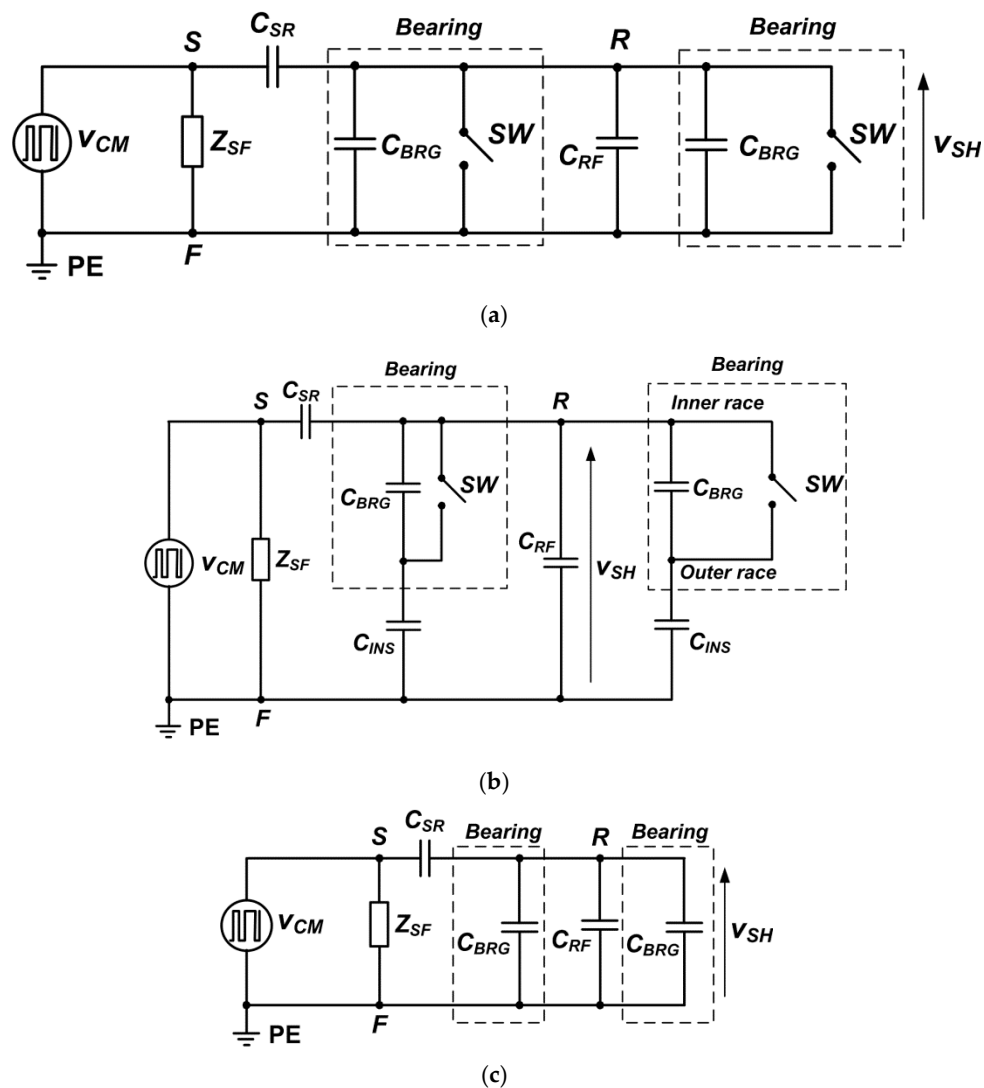 Bearing
Bearing
C_SR
S
R
v_CM
Z_SF
C_BRG
SW
C_RF
C_BRG
SW
v_SH
PE
F
(a)
Bearing
Bearing
C_SR
S
R
Inner race
C_BRG
SW
C_BRG
SW
v_CM
Z_SF
C_RF
v_SH
Outer race
C_INS
C_INS
PE
F
(b)
C_SR
S
Bearing
R
Bearing
v_CM
Z_SF
C_BRG
C_RF
C_BRG
v_SH
PE
F
(c)